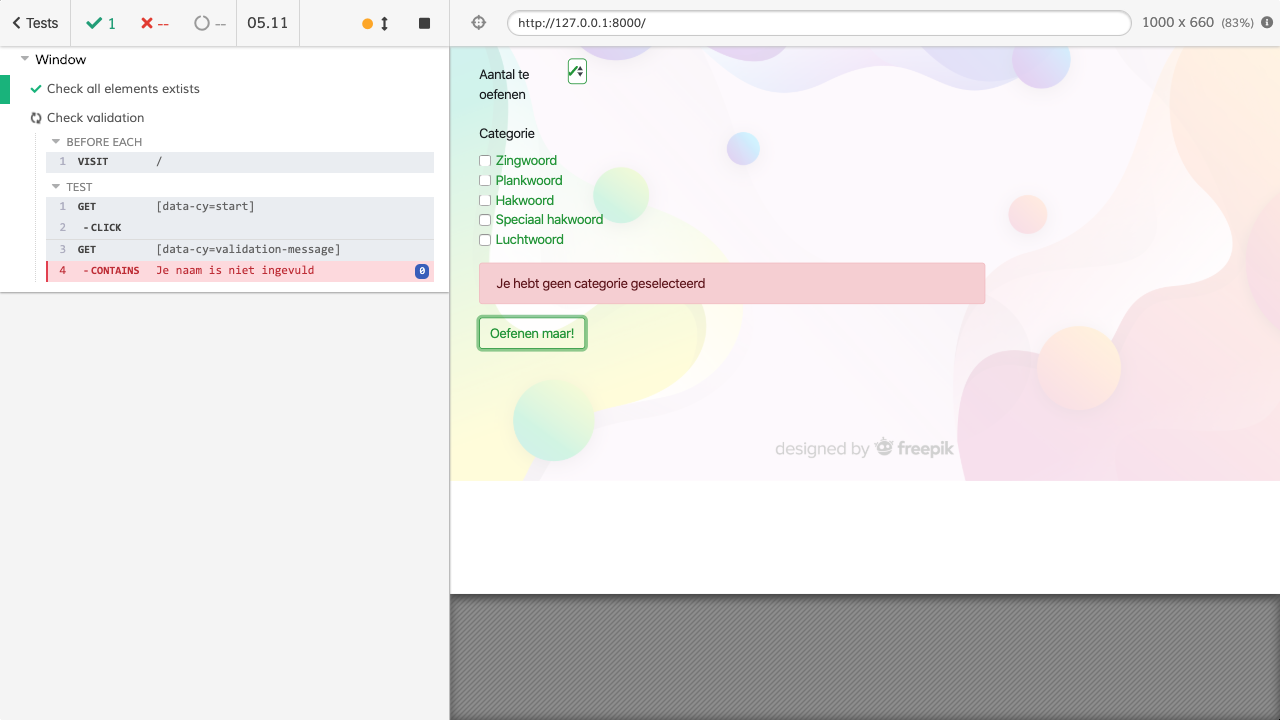 Tests 1 -- -- 05.11
http://127.0.0.1:8000/ 1000 x 660 (83%)
Window
Check all elements extists
Check validation
BEFORE EACH
1 VISIT /
TEST
1 GET [data-cy=start]
2 - CLICK
3 GET [data-cy=validation-message]
4 - CONTAINS Je naam is niet ingevuld 0
Aantal te
oefenen
Categorie
Zingwoord
Plankwoord
Hakwoord
Speciaal hakwoord
Luchtwoord
Je hebt geen categorie geselecteerd
Oefenen maar!
designed by freepik